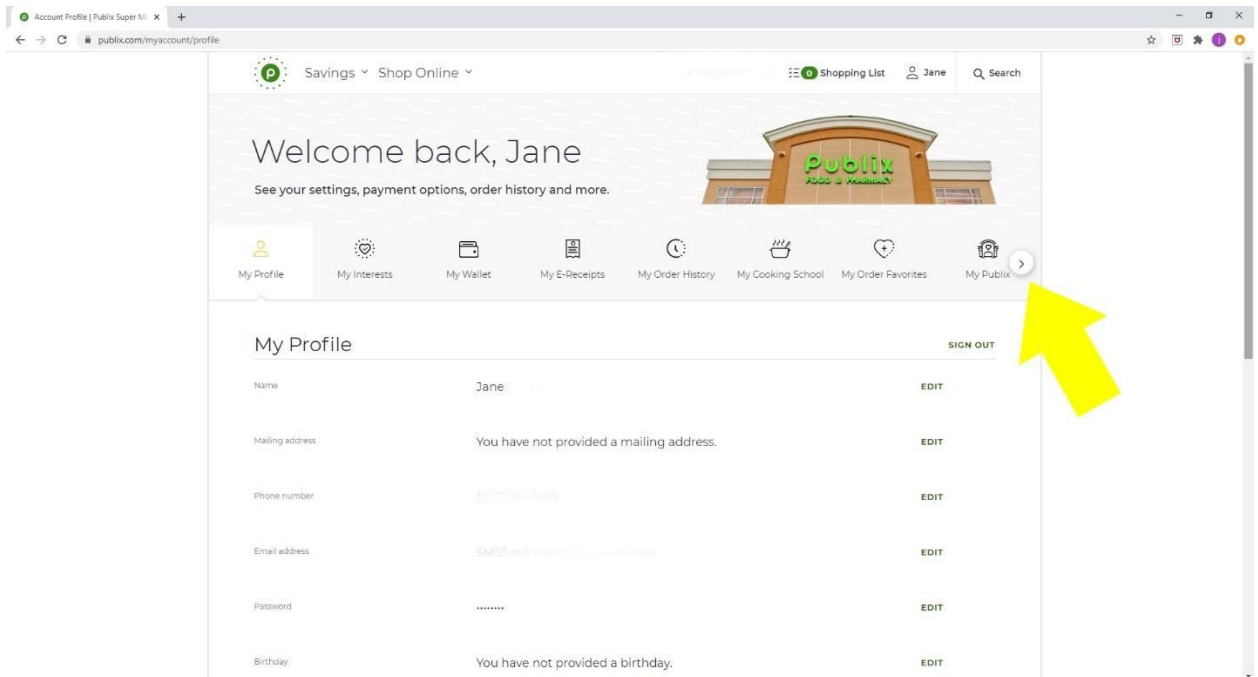 Account Profile | Publix Super M
publix.com/myaccount/profile
Savings Shop Online 0 Shopping List Jane Search
Welcome back, Jane
See your settings, payment options, order history and more.
Publix
FOOD & PHARMACY
My Profile My Interests My Wallet My E-Receipts My Order History My Cooking School My Order Favorites My Publix
My Profile SIGN OUT
Name Jane EDIT
Mailing address You have not provided a mailing address. EDIT
Phone number EDIT
Email address EDIT
Password •••••••• EDIT
Birthday You have not provided a birthday. EDIT